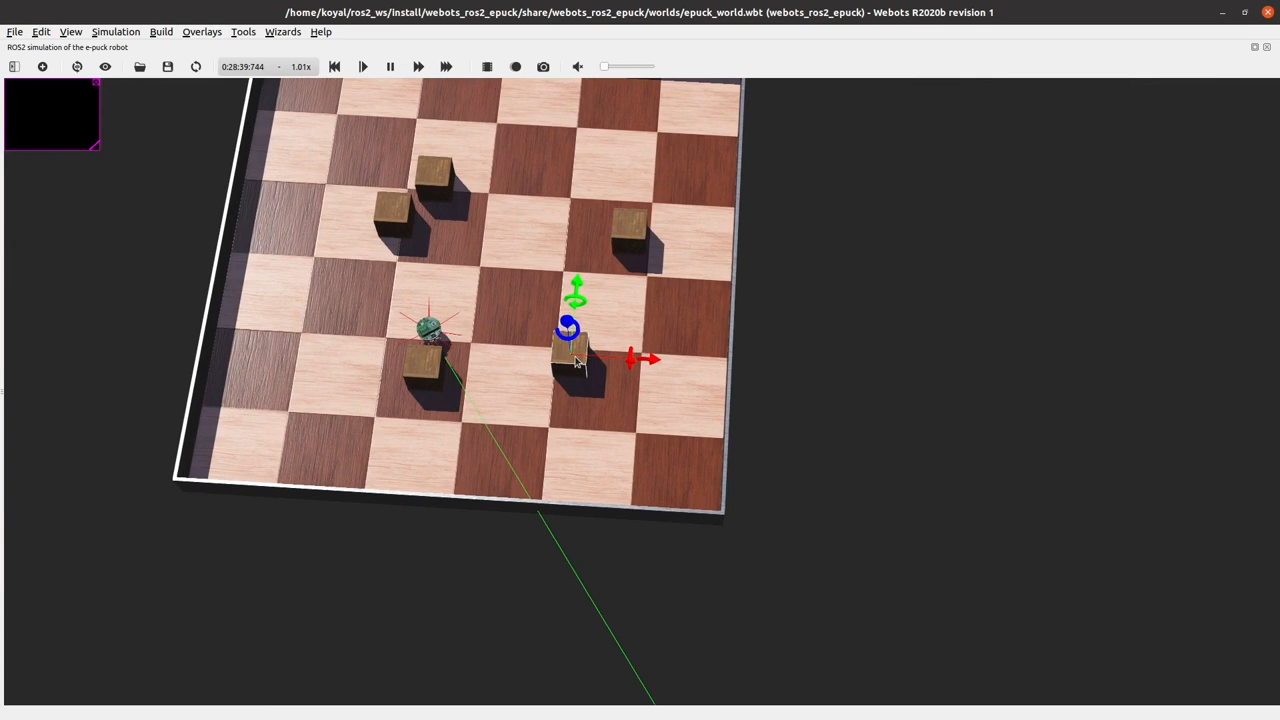 /home/koyal/ros2_ws/install/webots_ros2_epuck/share/webots_ros2_epuck/worlds/epuck_world.wbt (webots_ros2_epuck) - Webots R2020b revision 1
File Edit View Simulation Build Overlays Tools Wizards Help
ROS2 simulation of the e-puck robot
0:28:39:744 - 1.01x